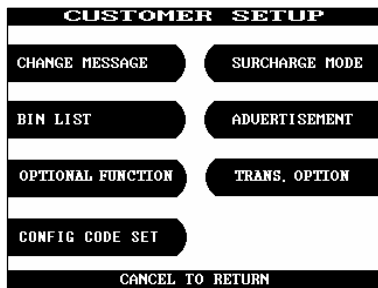 CUSTOMER SETUP
CHANGE MESSAGE
SURCHARGE MODE
BIN LIST
ADVERTISEMENT
OPTIONAL FUNCTION
TRANS. OPTION
CONFIG CODE SET
CANCEL TO RETURN